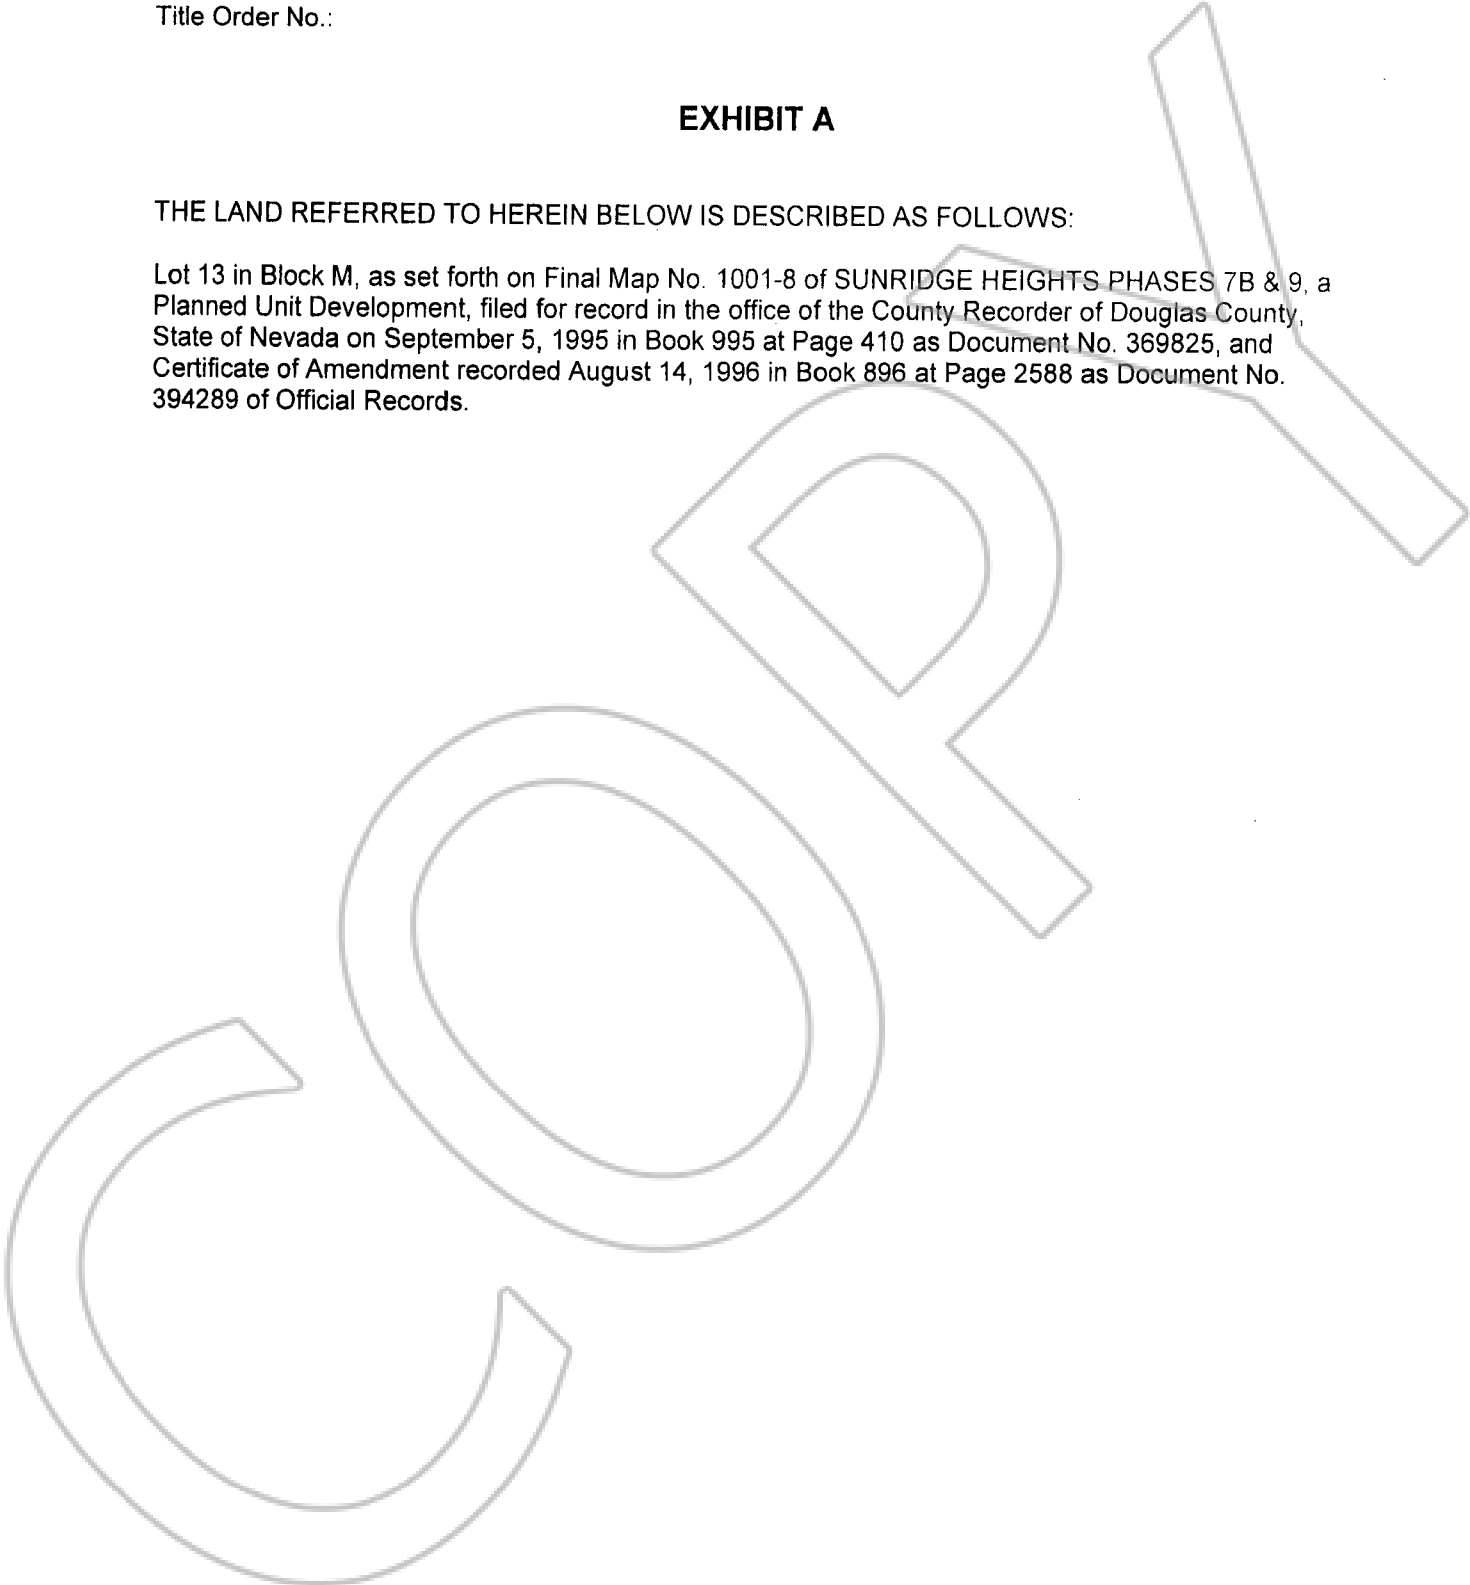 Title Order No.:
EXHIBIT A
THE LAND REFERRED TO HEREIN BELOW IS DESCRIBED AS FOLLOWS:
Lot 13 in Block M, as set forth on Final Map No. 1001-8 of SUNRIDGE HEIGHTS PHASES 7B & 9, a
Planned Unit Development, filed for record in the office of the County Recorder of Douglas County,
State of Nevada on September 5, 1995 in Book 995 at Page 410 as Document No. 369825, and
Certificate of Amendment recorded August 14, 1996 in Book 896 at Page 2588 as Document No.
394289 of Official Records.
COPY